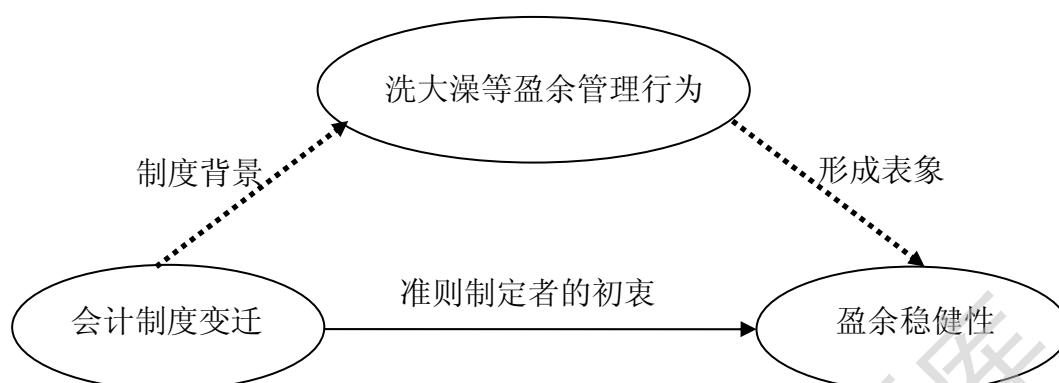 洗大澡等盈余管理行为
制度背景
形成表象
准则制定者的初衷
会计制度变迁
盈余稳健性
库